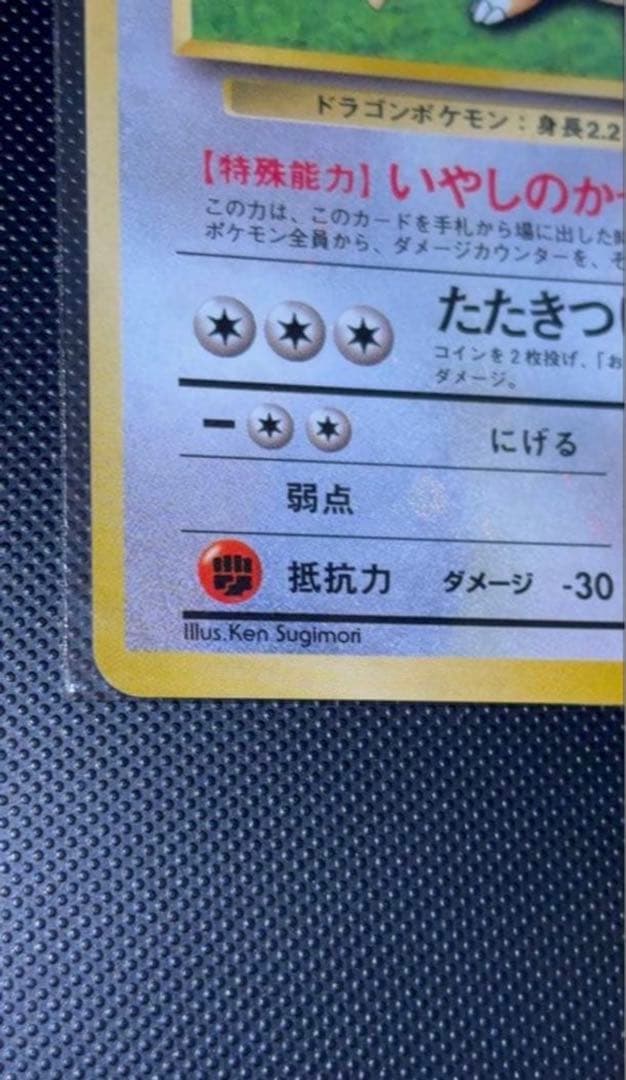 ドラゴンポケモン：身長2.2
【特殊能力】いやしのか
この力は、このカードを手札から場に出した
ポケモン全員から、ダメージカウンターを、そ
たたきつ
コインを2枚投げ、「お
ダメージ。
にげる
弱点
抵抗力 ダメージ -30
Illus. Ken Sugimori